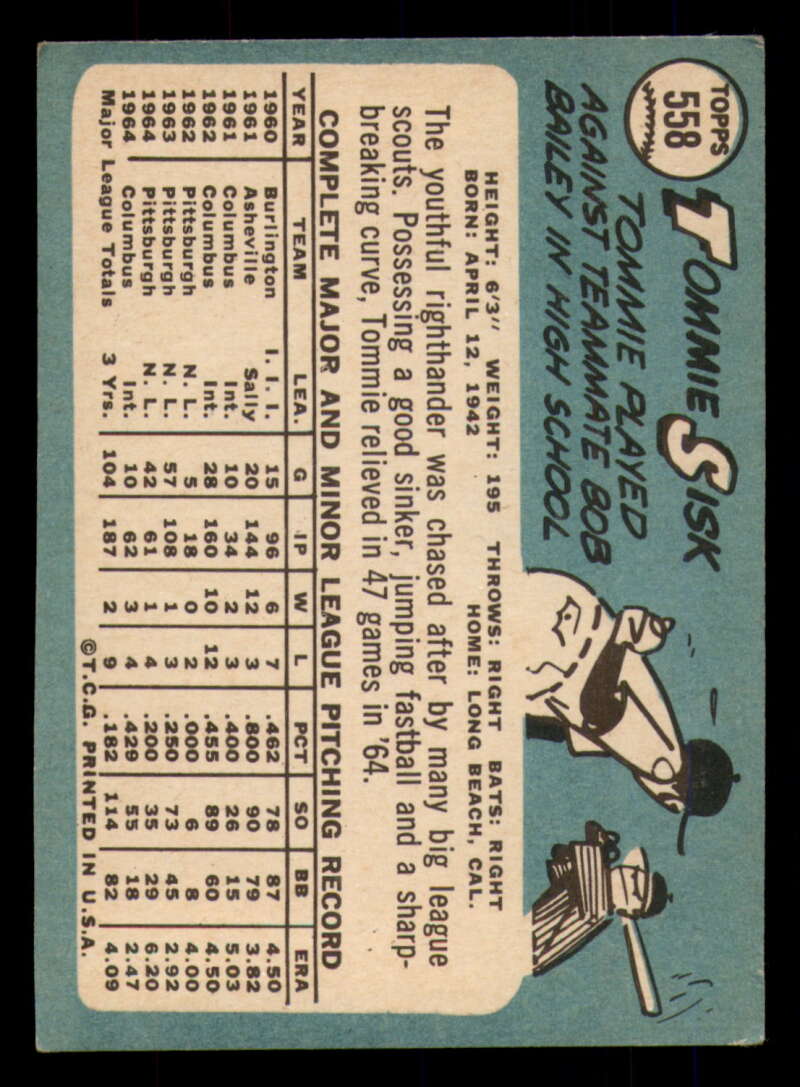 TOPPS
558
TOMMIE SISK
TOMMIE PLAYED
AGAINST TEAMMATE BOB
BAILEY IN HIGH SCHOOL
HEIGHT: 6'3" WEIGHT: 195 THROWS: RIGHT BATS: RIGHT
BORN: APRIL 12, 1942 HOME: LONG BEACH, CAL.
The youthful righthander was chased after by many big league
scouts. Possessing a good sinker, jumping fastball and a sharp-
breaking curve, Tommie relieved in 47 games in '64.
COMPLETE MAJOR AND MINOR LEAGUE PITCHING RECORD
YEAR TEAM LEA. G IP W L PCT SO BB ERA
1960 Burlington I. I. I. 15 96 6 7 .462 78 87 4.50
1961 Asheville Sally 20 144 12 3 .800 90 79 3.82
1961 Columbus Int. 10 34 2 3 .400 26 15 5.03
1962 Columbus Int. 28 160 10 12 .455 89 60 4.50
1962 Pittsburgh N. L. 5 18 0 2 .000 6 8 4.00
1963 Pittsburgh N. L. 57 108 1 3 .250 73 45 2.92
1964 Pittsburgh N. L. 42 61 1 4 .200 35 29 6.20
1964 Columbus Int. 10 62 3 4 .429 55 18 2.47
Major League Totals 3 Yrs. 104 187 2 9 .182 114 82 4.09
©T.C.G. PRINTED IN U.S.A.